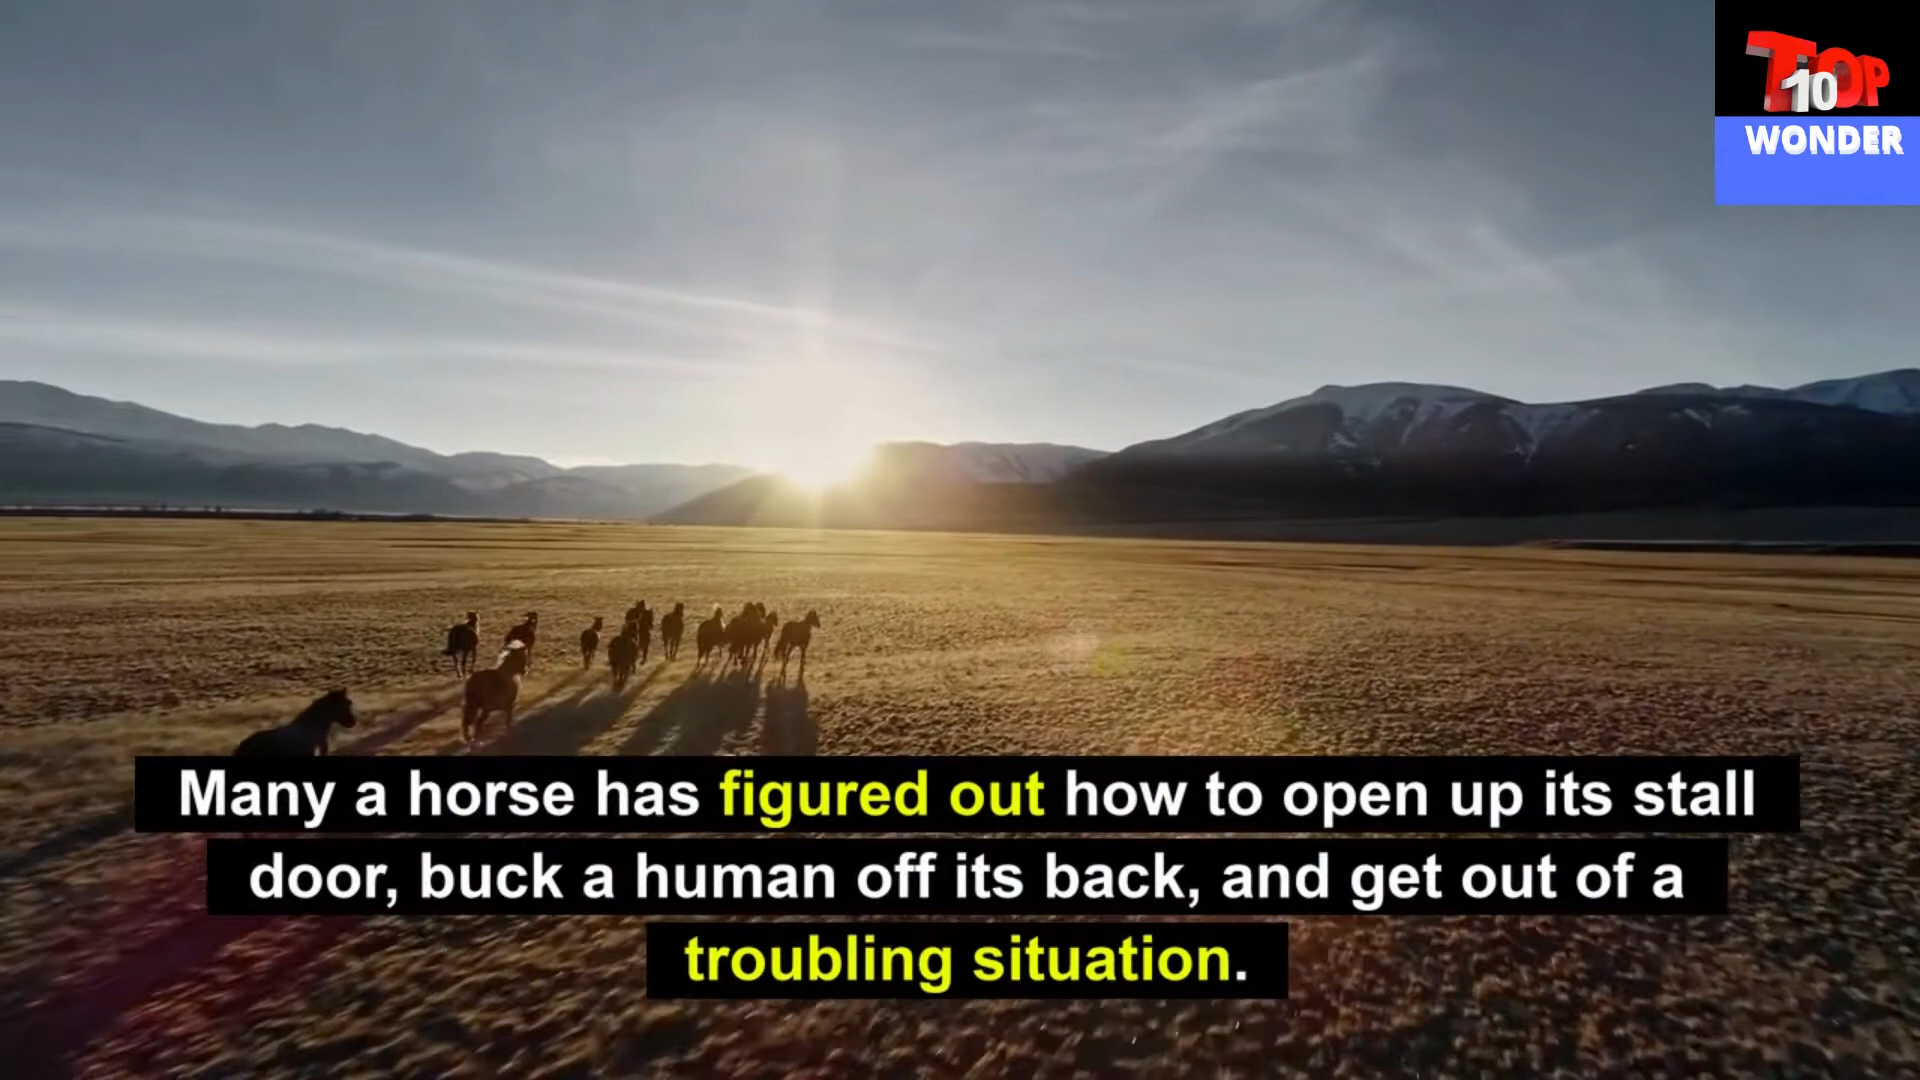 TOP
10
WONDER
Many a horse has figured out how to open up its stall
door, buck a human off its back, and get out of a
troubling situation.